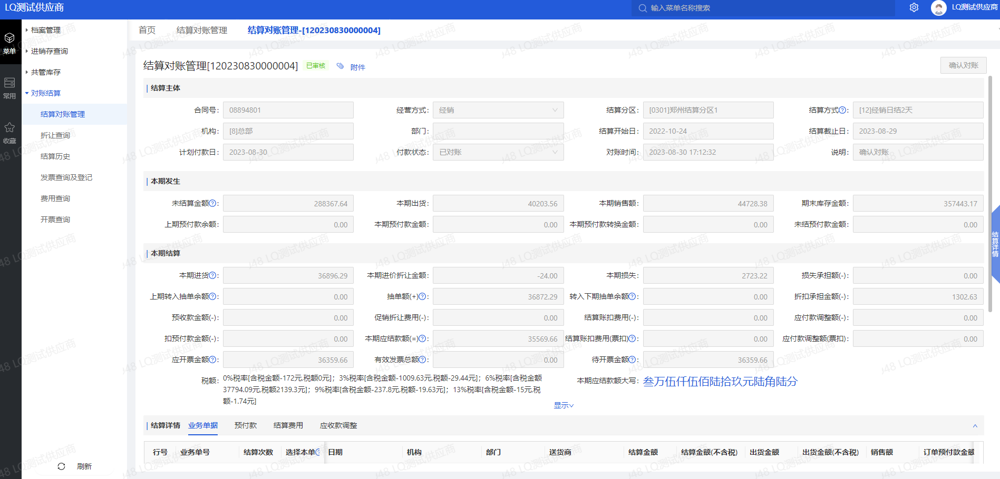 LQ测试供应商
输入菜单名称搜索
LQ测试供应商
菜单
常用
收藏
档案管理
进销存查询
共管库存
对账结算
结算对账管理
折让查询
结算历史
发票查询及登记
费用查询
开票查询
刷新
首页 结算对账管理 结算对账管理-[120230830000004]
结算对账管理[120230830000004] 已审核 附件 确认对账
结算主体
合同号: 08894801 经营方式: 经销 结算分区: [0301]郑州结算分区1 结算方式: [12]经销日结2天
机构: [8]总部 部门: 结算开始日: 2022-10-24 结算截止日: 2023-08-29
计划付款日: 2023-08-30 付款状态: 已对账 对账时间: 2023-08-30 17:12:32 说明: 确认对账
本期发生
未结算金额: 288367.64 本期出货: 40203.56 本期销售额: 44728.38 期末库存金额: 357443.17
上期预付款余额: 0.00 本期预付款金额: 0.00 本期预付款转换金额: 0.00 未结预付款金额: 0.00
本期结算
本期进货: 36896.29 本期进价折让金额: -24.00 本期损失: 2723.22 损失承担额(-): 0.00
上期转入抽单余额: 0.00 抽单额(+): 36872.29 转入下期抽单余额: 0.00 折扣承担金额(-): 1302.63
预收款金额(-): 0.00 促销折让费用(-): 0.00 结算账扣费用(-): 0.00 应付款调整额(-): 0.00
扣预付款金额(-): 0.00 本期应结款额(=): 35569.66 结算账扣费用(票扣): 0.00 应付款调整额(票扣): 0.00
应开票金额: 36359.66 有效发票总额: 0.00 待开票金额: 36359.66
税额: 0%税率[含税金额-172元,税额0元]；3%税率[含税金额-1009.63元,税额-29.44元]；6%税率[含税金额
37794.09元,税额2139.3元]；9%税率[含税金额-237.8元,税额-19.63元]；13%税率[含税金额-15元,税
额-1.74元]
本期应结款额大写: 叁万伍仟伍佰陆拾玖元陆角陆分
显示
结算详情 业务单据 预付款 结算费用 应收款调整
行号 业务单号 结算次数 选择本单 日期 机构 部门 送货商 结算金额 结算金额(不含税) 出货金额 出货金额(不含税) 销售额 订单预付款金额
结算详情